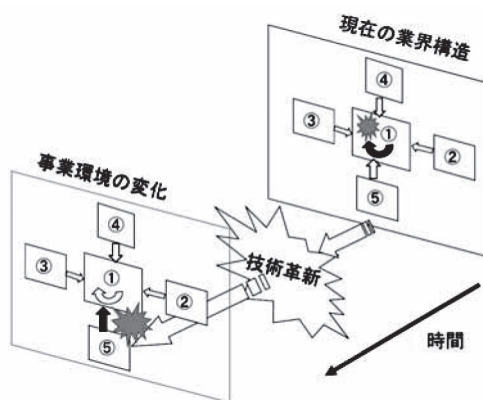 現在の業界構造
④
③
①
②
⑤
事業環境の変化
④
③
①
②
⑤
技術革新
時間